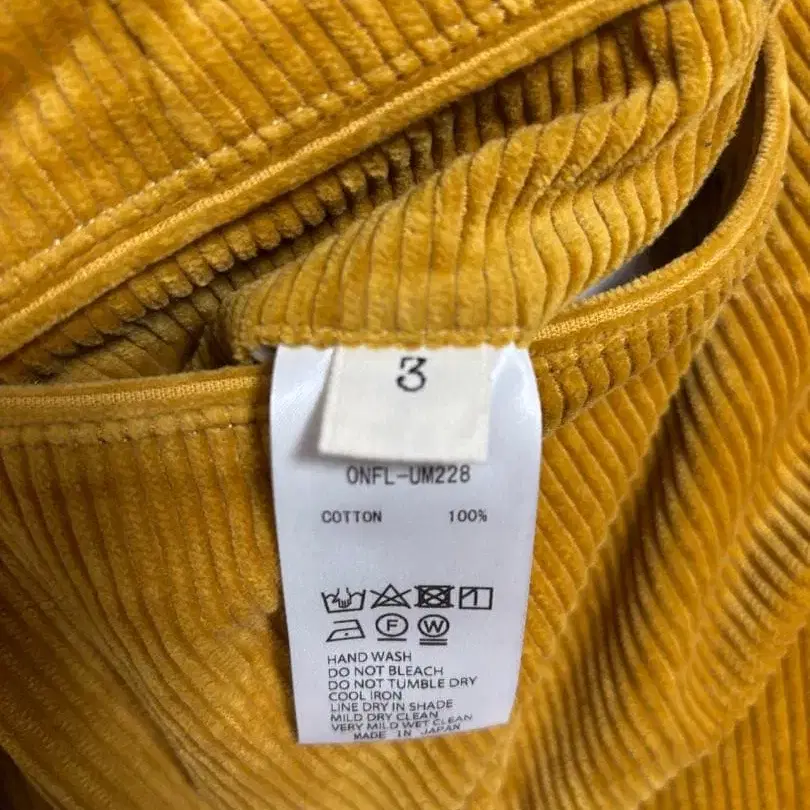 3
ONFL-UM228
COTTON 100%
F W
HAND WASH
DO NOT BLEACH
DO NOT TUMBLE DRY
COOL IRON
LINE DRY IN SHADE
MILD DRY CLEAN
VERY MILD WET CLEAN
MADE IN JAPAN